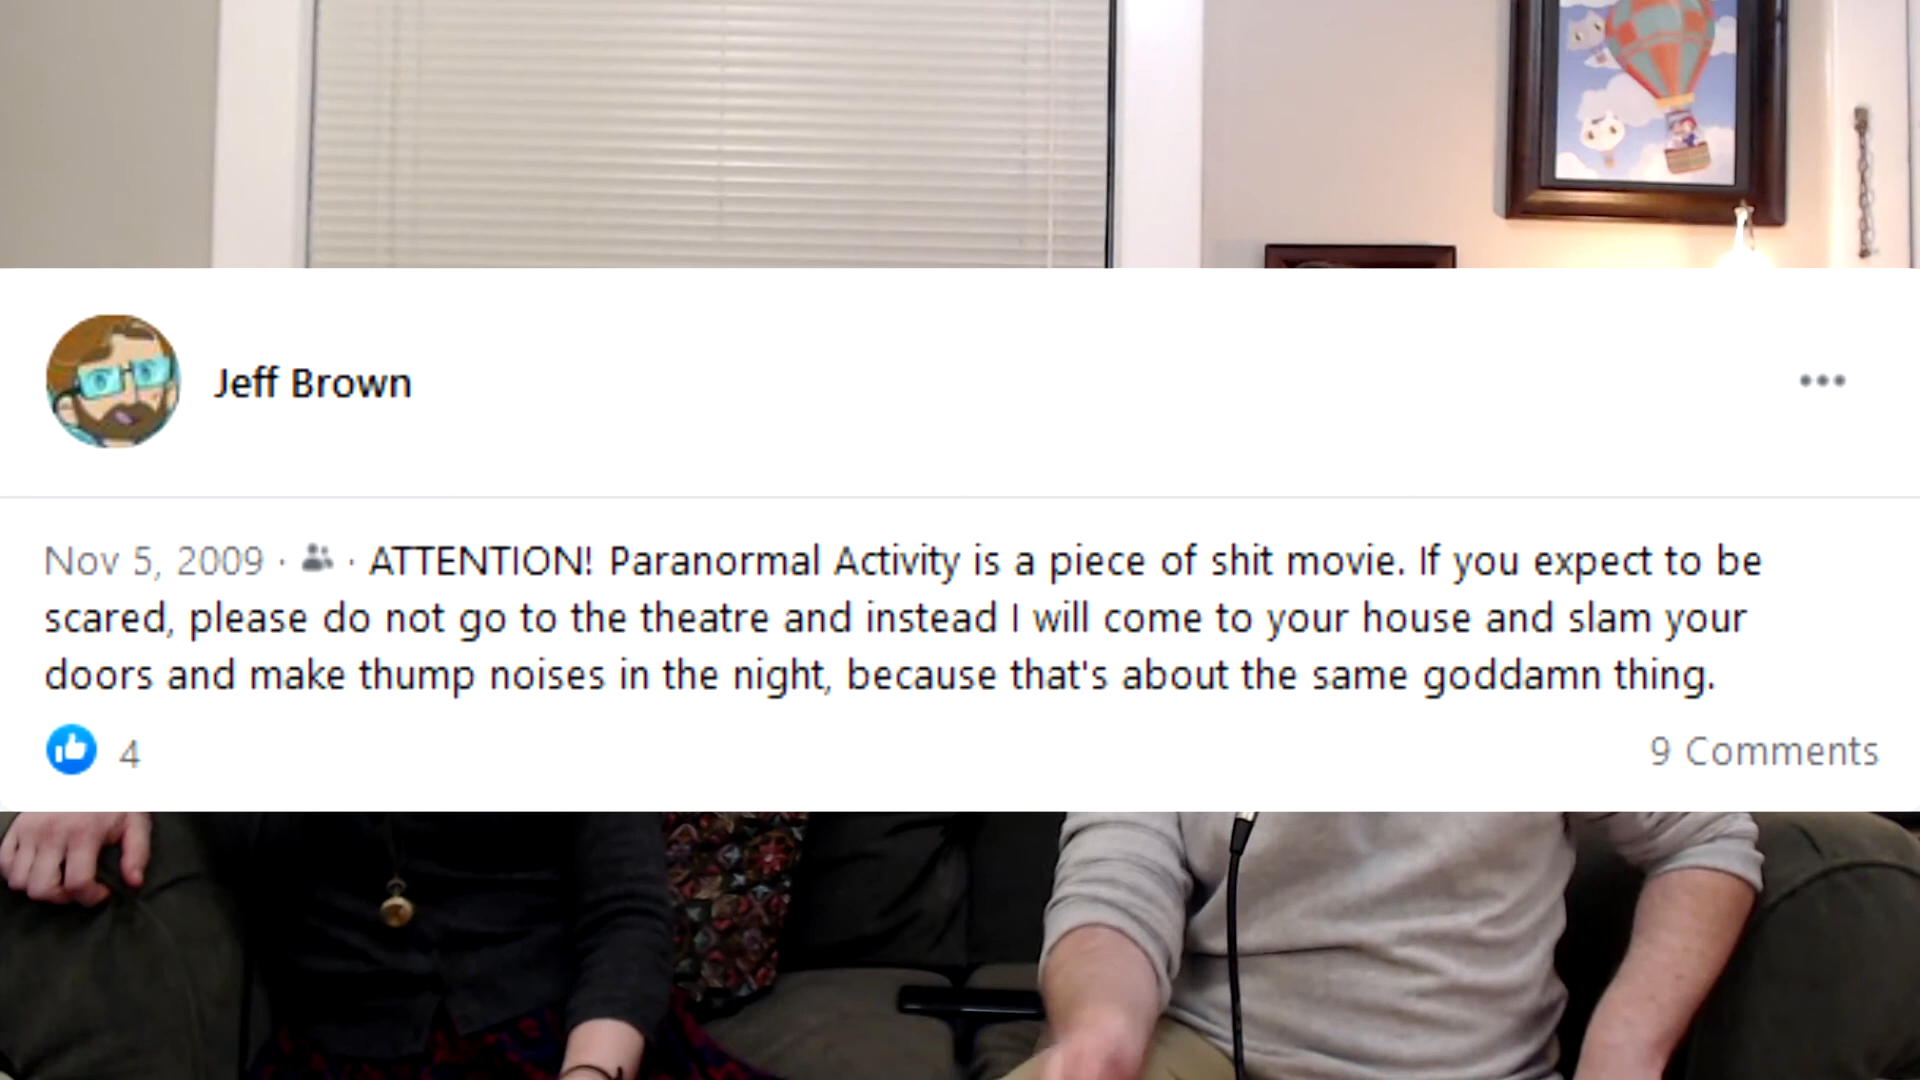 Jeff Brown
Nov 5, 2009 · · ATTENTION! Paranormal Activity is a piece of shit movie. If you expect to be
scared, please do not go to the theatre and instead I will come to your house and slam your
doors and make thump noises in the night, because that's about the same goddamn thing.
4
9 Comments